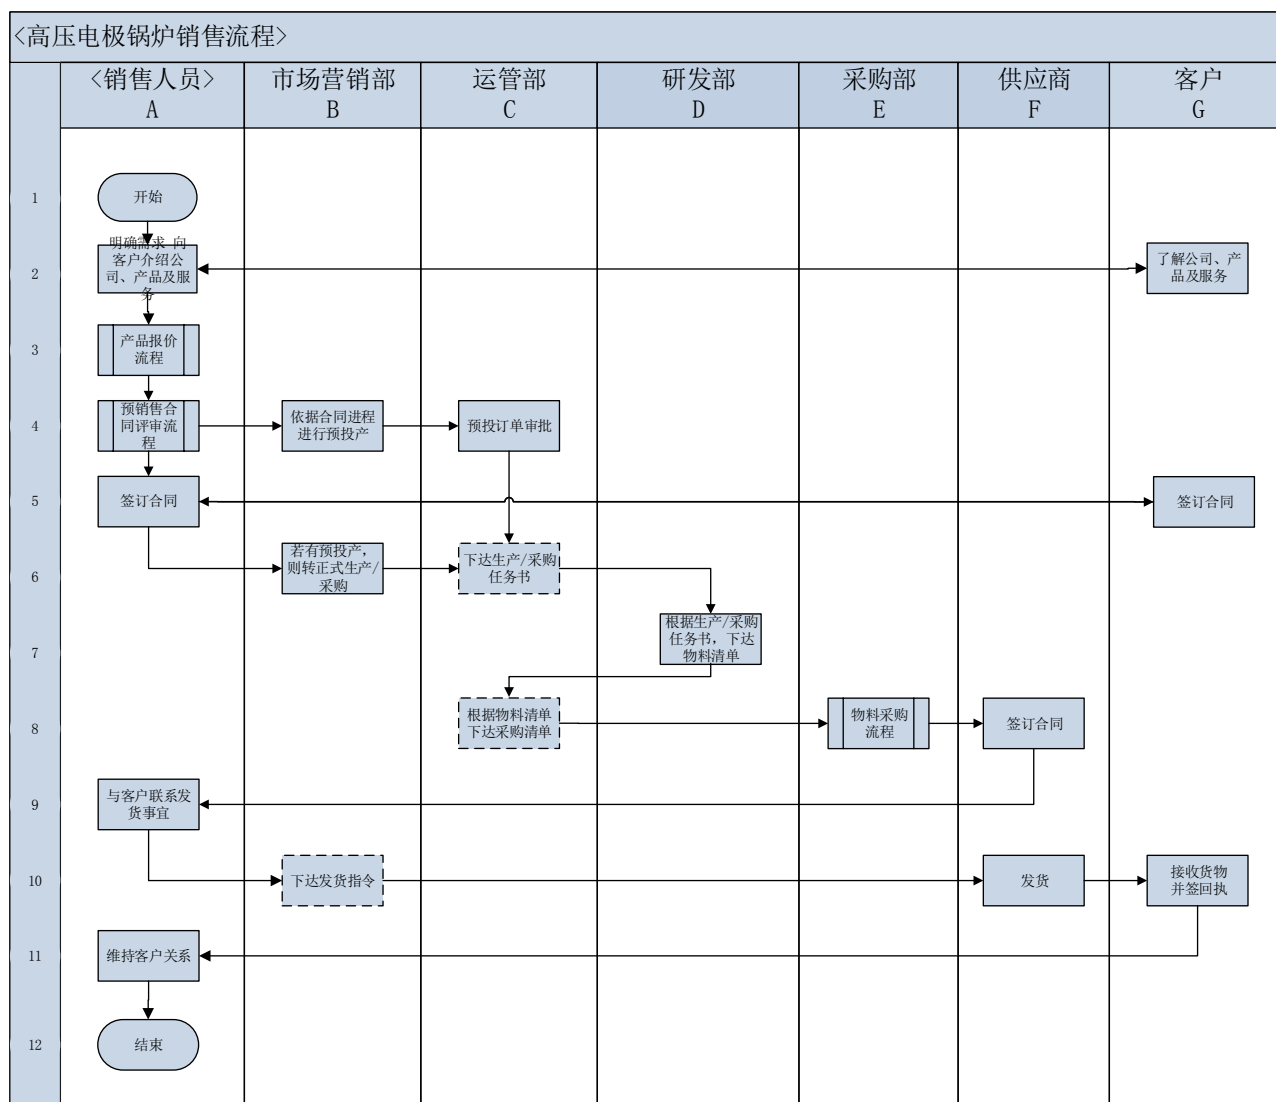 <高压电极锅炉销售流程>
<销售人员>
A
市场营销部
B
运管部
C
研发部
D
采购部
E
供应商
F
客户
G
1
开始
2
明确需求 向
客户介绍公
司、产品及服
务
了解公司、产
品及服务
3
产品报价
流程
4
预销售合
同评审流
程
依据合同进程
进行预投产
预投订单审批
5
签订合同
签订合同
6
若有预投产，
则转正式生产/
采购
下达生产/采购
任务书
7
根据生产/采购
任务书，下达
物料清单
8
根据物料清单
下达采购清单
物料采购
流程
签订合同
9
与客户联系发
货事宜
10
下达发货指令
发货
接收货物
并签回执
11
维持客户关系
12
结束